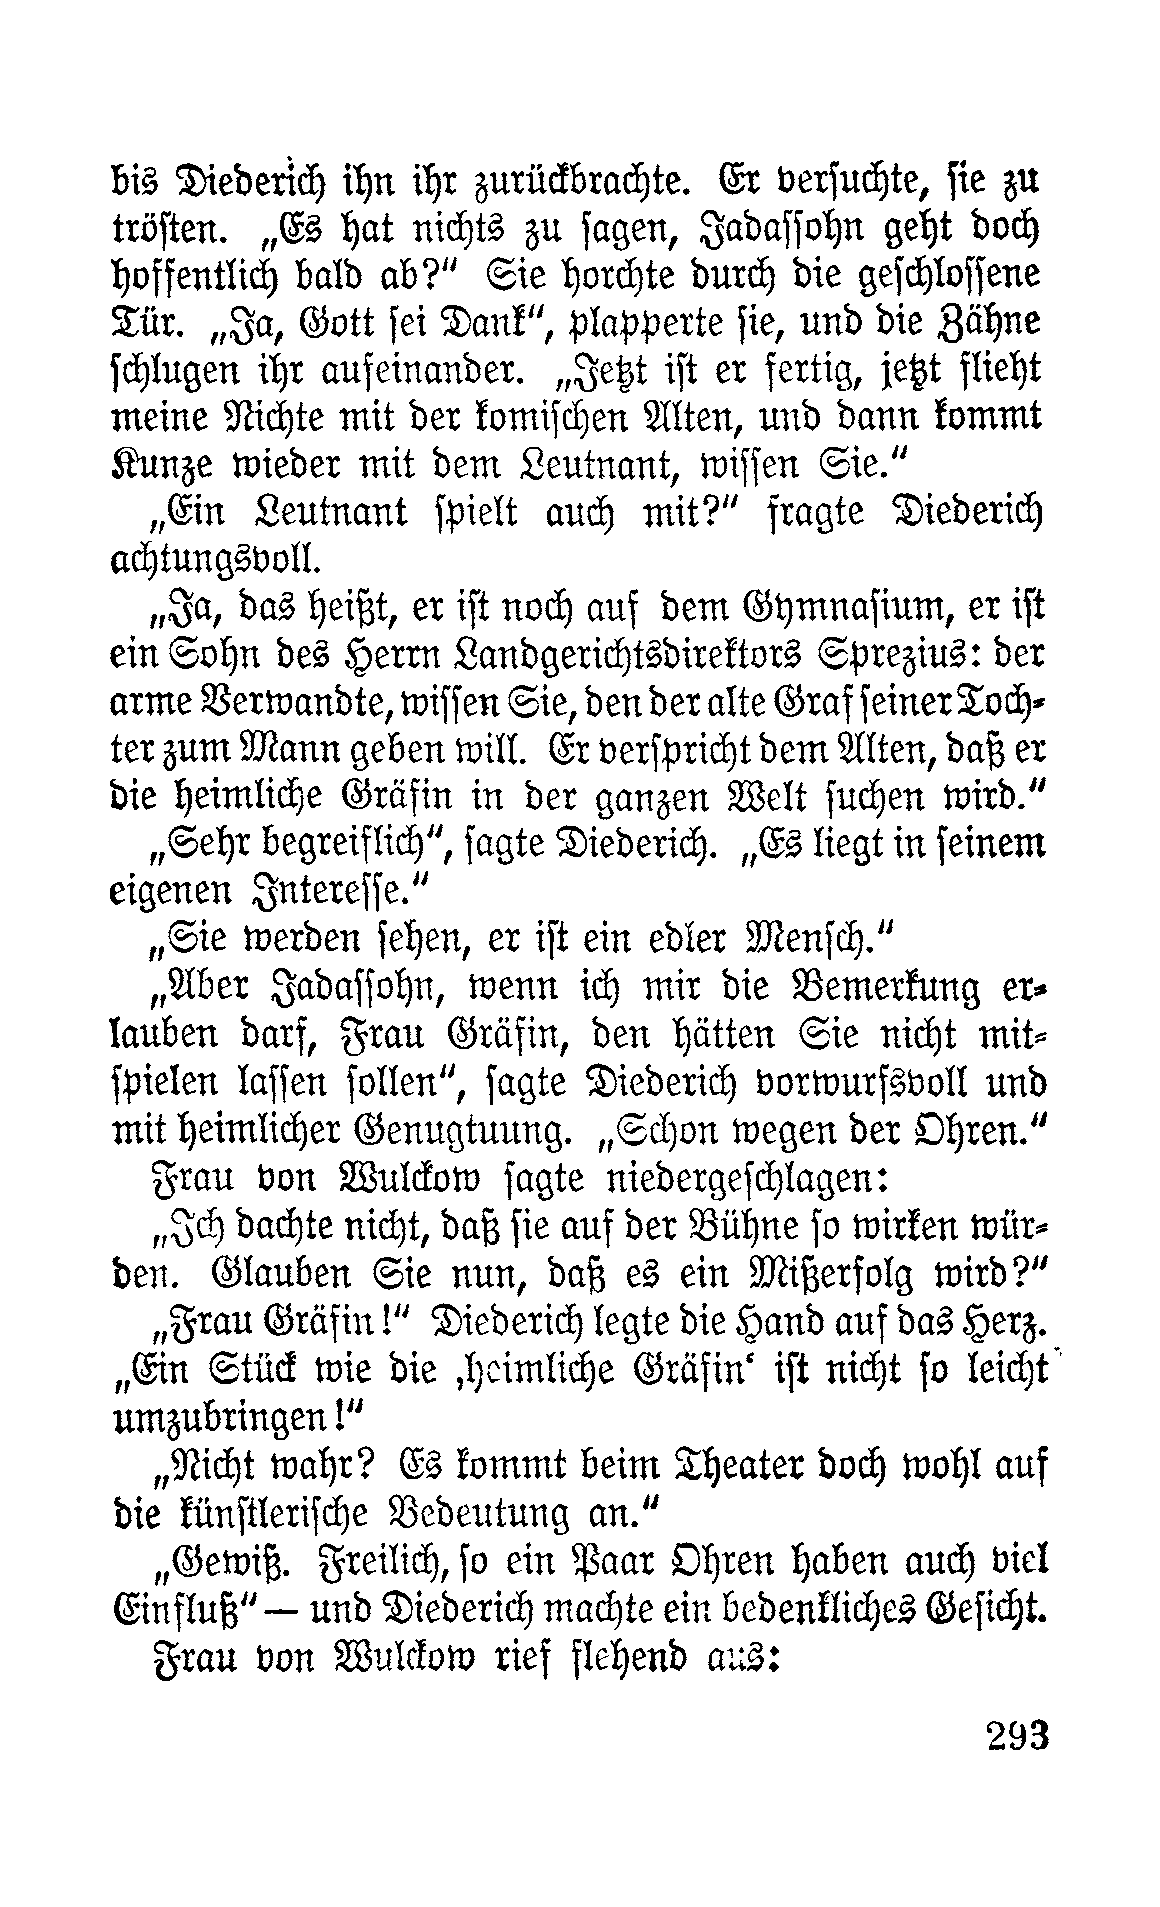 bis Diederich ihn ihr zurückbrachte. Er versuchte, sie zu
trösten. „Es hat nichts zu sagen, Jadassohn geht doch
hoffentlich bald ab?“ Sie horchte durch die geschlossene
Tür. „Ja, Gott sei Dank“, plapperte sie, und die Zähne
schlugen ihr aufeinander. „Jetzt ist er fertig, jetzt flieht
meine Nichte mit der komischen Alten, und dann kommt
Kunze wieder mit dem Leutnant, wissen Sie.“
„Ein Leutnant spielt auch mit?“ fragte Diederich
achtungsvoll.
„Ja, das heißt, er ist noch auf dem Gymnasium, er ist
ein Sohn des Herrn Landgerichtsdirektors Sprezius: der
arme Verwandte, wissen Sie, den der alte Graf seiner Toch-
ter zum Mann geben will. Er verspricht dem Alten, daß er
die heimliche Gräfin in der ganzen Welt suchen wird.“
„Sehr begreiflich“, sagte Diederich. „Es liegt in seinem
eigenen Interesse.“
„Sie werden sehen, er ist ein edler Mensch.“
„Aber Jadassohn, wenn ich mir die Bemerkung er-
lauben darf, Frau Gräfin, den hätten Sie nicht mit-
spielen lassen sollen“, sagte Diederich vorwurfsvoll und
mit heimlicher Genugtuung. „Schon wegen der Ohren.“
Frau von Wulckow sagte niedergeschlagen:
„Ich dachte nicht, daß sie auf der Bühne so wirken wür-
den. Glauben Sie nun, daß es ein Mißerfolg wird?“
„Frau Gräfin!“ Diederich legte die Hand auf das Herz.
„Ein Stück wie die ‚heimliche Gräfin‘ ist nicht so leicht
umzubringen!“
„Nicht wahr? Es kommt beim Theater doch wohl auf
die künstlerische Bedeutung an.“
„Gewiß. Freilich, so ein Paar Ohren haben auch viel
Einfluß“ — und Diederich machte ein bedenkliches Gesicht.
Frau von Wulckow rief flehend aus:
293